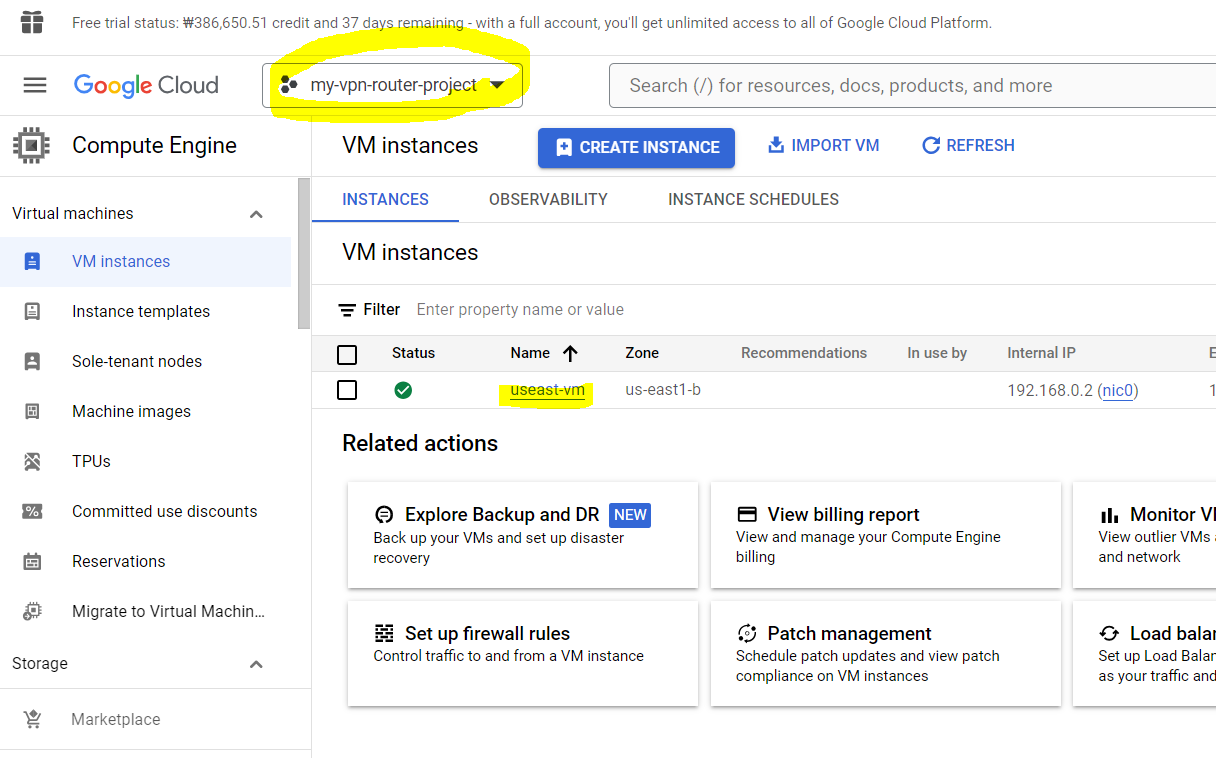 Free trial status: ₩386,650.51 credit and 37 days remaining - with a full account, you'll get unlimited access to all of Google Cloud Platform.
Google Cloud
my-vpn-router-project
Search (/) for resources, docs, products, and more
Compute Engine
VM instances
CREATE INSTANCE
IMPORT VM
REFRESH
Virtual machines
VM instances
Instance templates
Sole-tenant nodes
Machine images
TPUs
Committed use discounts
Reservations
Migrate to Virtual Machin...
Storage
Marketplace
INSTANCES OBSERVABILITY INSTANCE SCHEDULES
VM instances
Filter Enter property name or value
Status Name Zone Recommendations In use by Internal IP
useast-vm us-east1-b 192.168.0.2 (nic0)
Related actions
Explore Backup and DR NEW
Back up your VMs and set up disaster
recovery
View billing report
View and manage your Compute Engine
billing
Monitor
View outlier VMs
and network
Set up firewall rules
Control traffic to and from a VM instance
Patch management
Schedule patch updates and view patch
compliance on VM instances
Load
Set up Load
as your traffic and